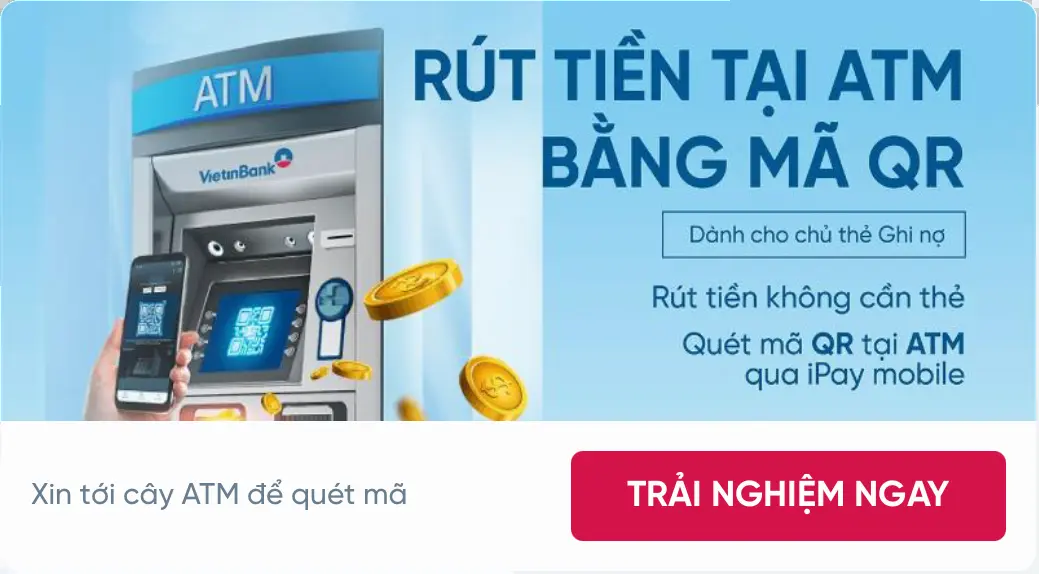 ATM
VietinBank
RÚT TIỀN TẠI ATM
BẰNG MÃ QR
Dành cho chủ thẻ Ghi nợ
Rút tiền không cần thẻ
Quét mã QR tại ATM
qua iPay mobile
Xin tới cây ATM để quét mã
TRẢI NGHIỆM NGAY